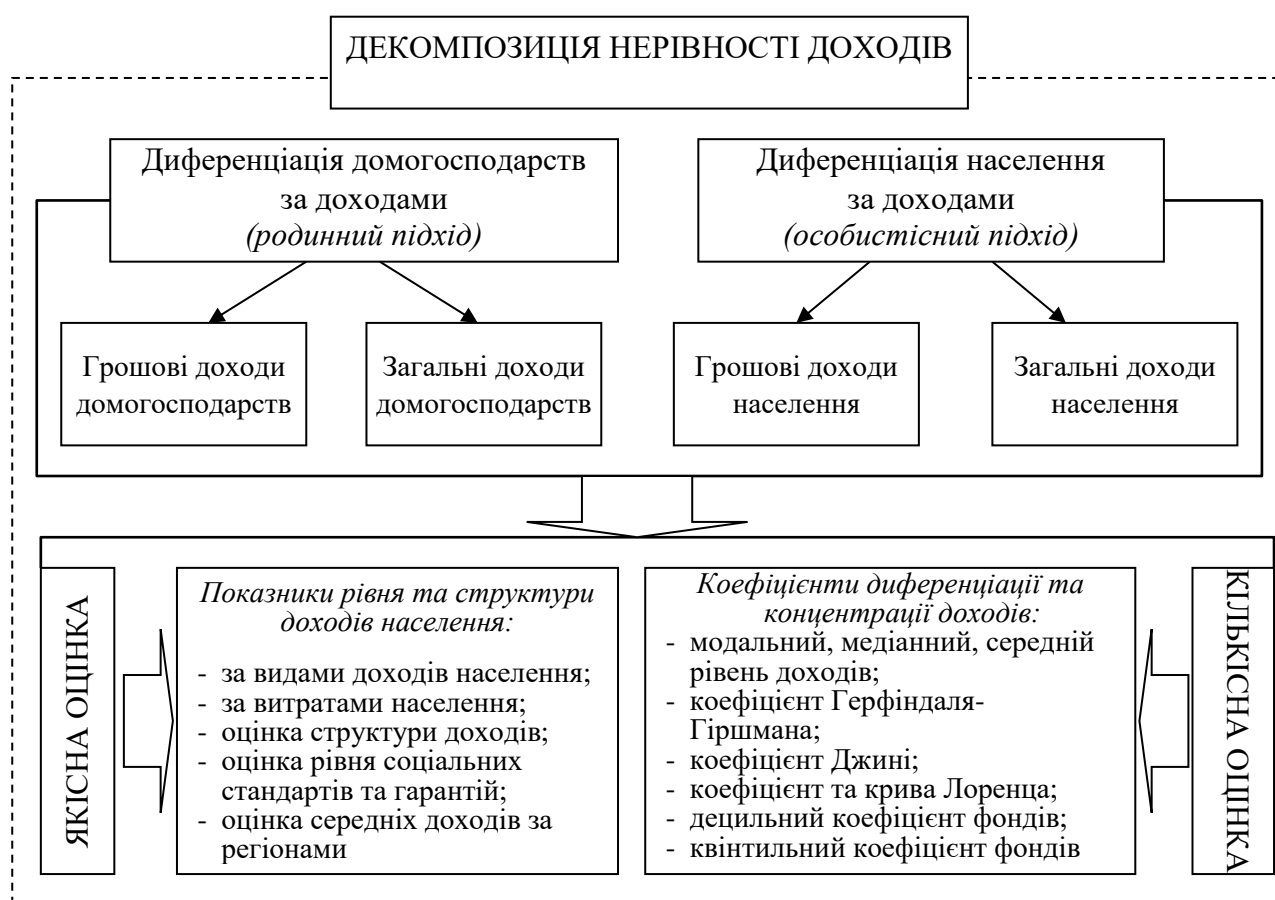 ДЕКОМПОЗИЦІЯ НЕРІВНОСТІ ДОХОДІВ
Диференціація домогосподарств
за доходами
(родинний підхід)
Диференціація населення
за доходами
(особистісний підхід)
Грошові доходи
домогосподарств
Загальні доходи
домогосподарств
Грошові доходи
населення
Загальні доходи
населення
ЯКІСНА ОЦІНКА
Показники рівня та структури
доходів населення:
- за видами доходів населення;
- за витратами населення;
- оцінка структури доходів;
- оцінка рівня соціальних
стандартів та гарантій;
- оцінка середніх доходів за
регіонами
Коефіцієнти диференціації та
концентрації доходів:
- модальний, медіанний, середній
рівень доходів;
- коефіцієнт Герфіндаля-
Гіршмана;
- коефіцієнт Джині;
- коефіцієнт та крива Лоренца;
- децильний коефіцієнт фондів;
- квінтильний коефіцієнт фондів
КІЛЬКІСНА ОЦІНКА